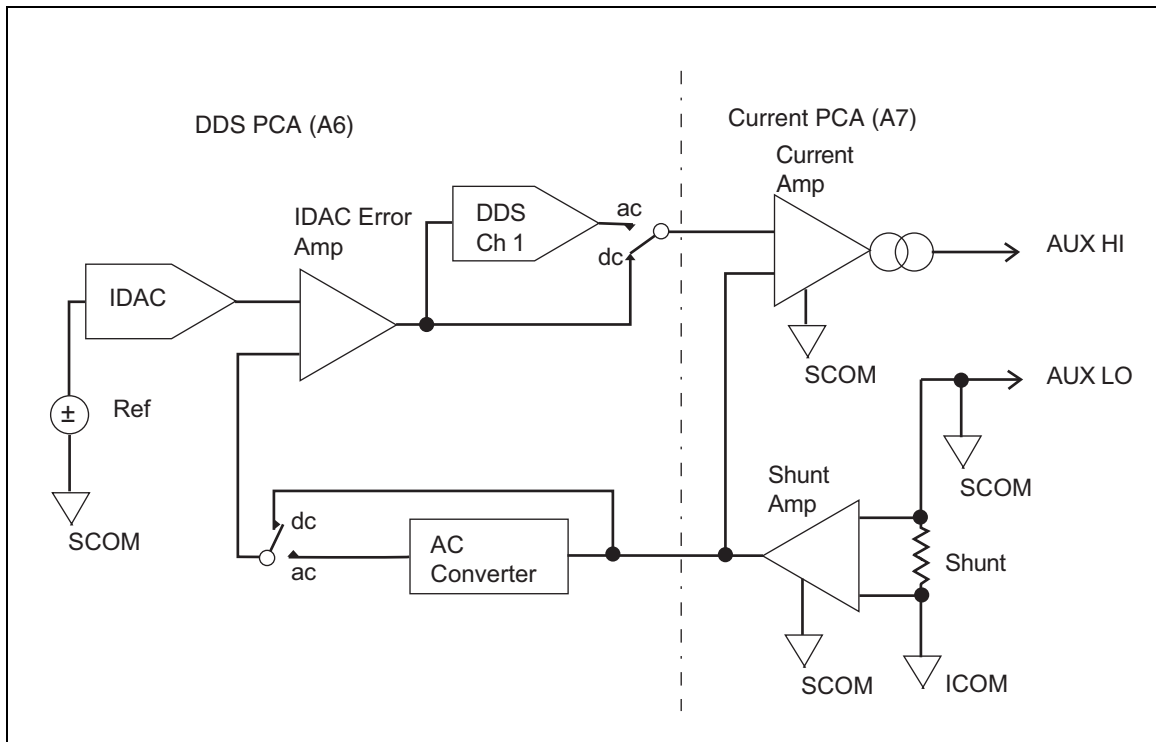 DDS PCA (A6)
Current PCA (A7)
Current
Amp
IDAC Error
Amp
DDS
Ch 1
ac
dc
AUX HI
IDAC
SCOM
AUX LO
±
Ref
SCOM
Shunt
Amp
SCOM
dc
ac
AC
Converter
Shunt
SCOM
ICOM